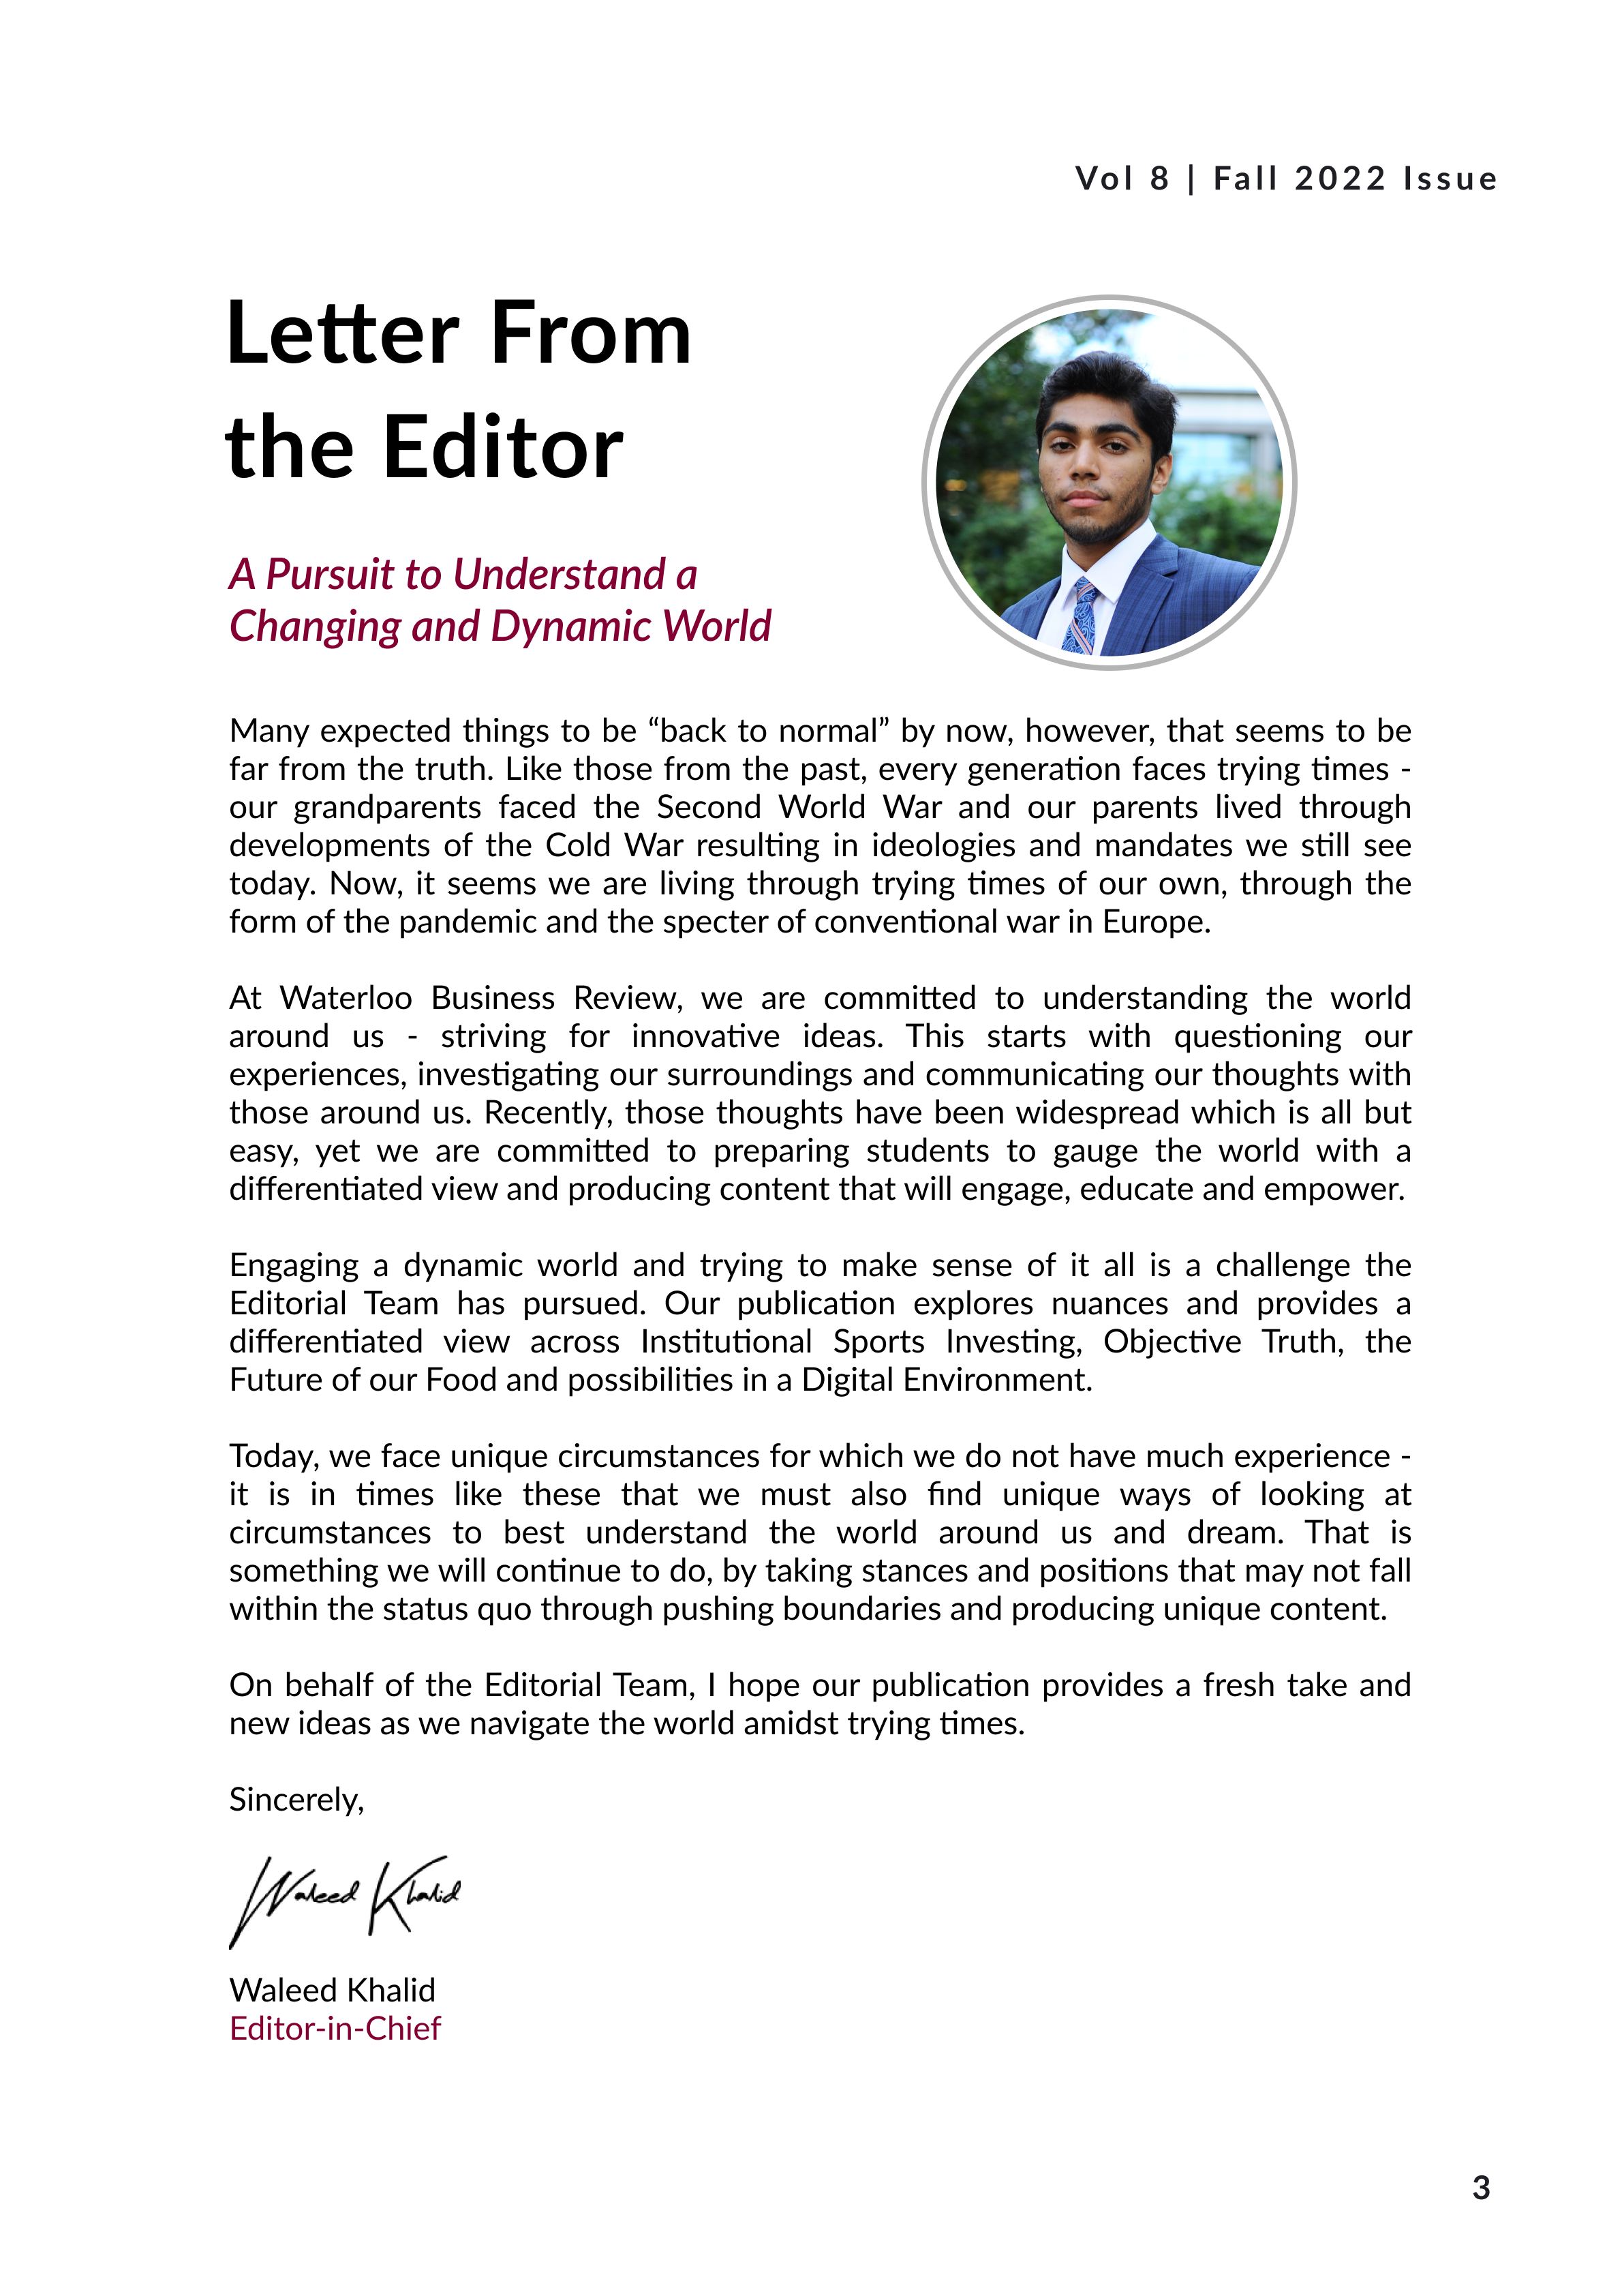 Vol 8 | Fall 2022 Issue
Letter From
the Editor
A Pursuit to Understand a
Changing and Dynamic World
Many expected things to be “back to normal” by now, however, that seems to be
far from the truth. Like those from the past, every generation faces trying times -
our grandparents faced the Second World War and our parents lived through
developments of the Cold War resulting in ideologies and mandates we still see
today. Now, it seems we are living through trying times of our own, through the
form of the pandemic and the specter of conventional war in Europe.
At Waterloo Business Review, we are committed to understanding the world
around us - striving for innovative ideas. This starts with questioning our
experiences, investigating our surroundings and communicating our thoughts with
those around us. Recently, those thoughts have been widespread which is all but
easy, yet we are committed to preparing students to gauge the world with a
differentiated view and producing content that will engage, educate and empower.
Engaging a dynamic world and trying to make sense of it all is a challenge the
Editorial Team has pursued. Our publication explores nuances and provides a
differentiated view across Institutional Sports Investing, Objective Truth, the
Future of our Food and possibilities in a Digital Environment.
Today, we face unique circumstances for which we do not have much experience -
it is in times like these that we must also find unique ways of looking at
circumstances to best understand the world around us and dream. That is
something we will continue to do, by taking stances and positions that may not fall
within the status quo through pushing boundaries and producing unique content.
On behalf of the Editorial Team, I hope our publication provides a fresh take and
new ideas as we navigate the world amidst trying times.
Sincerely,
Waleed Khalid
Waleed Khalid
Editor-in-Chief
3